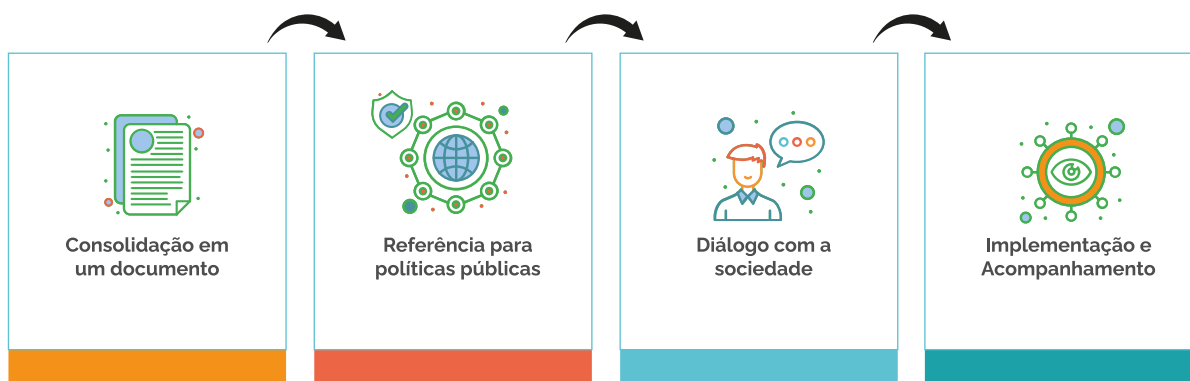 Consolidação em
um documento
Referência para
políticas públicas
Diálogo com a
sociedade
Implementação e
Acompanhamento